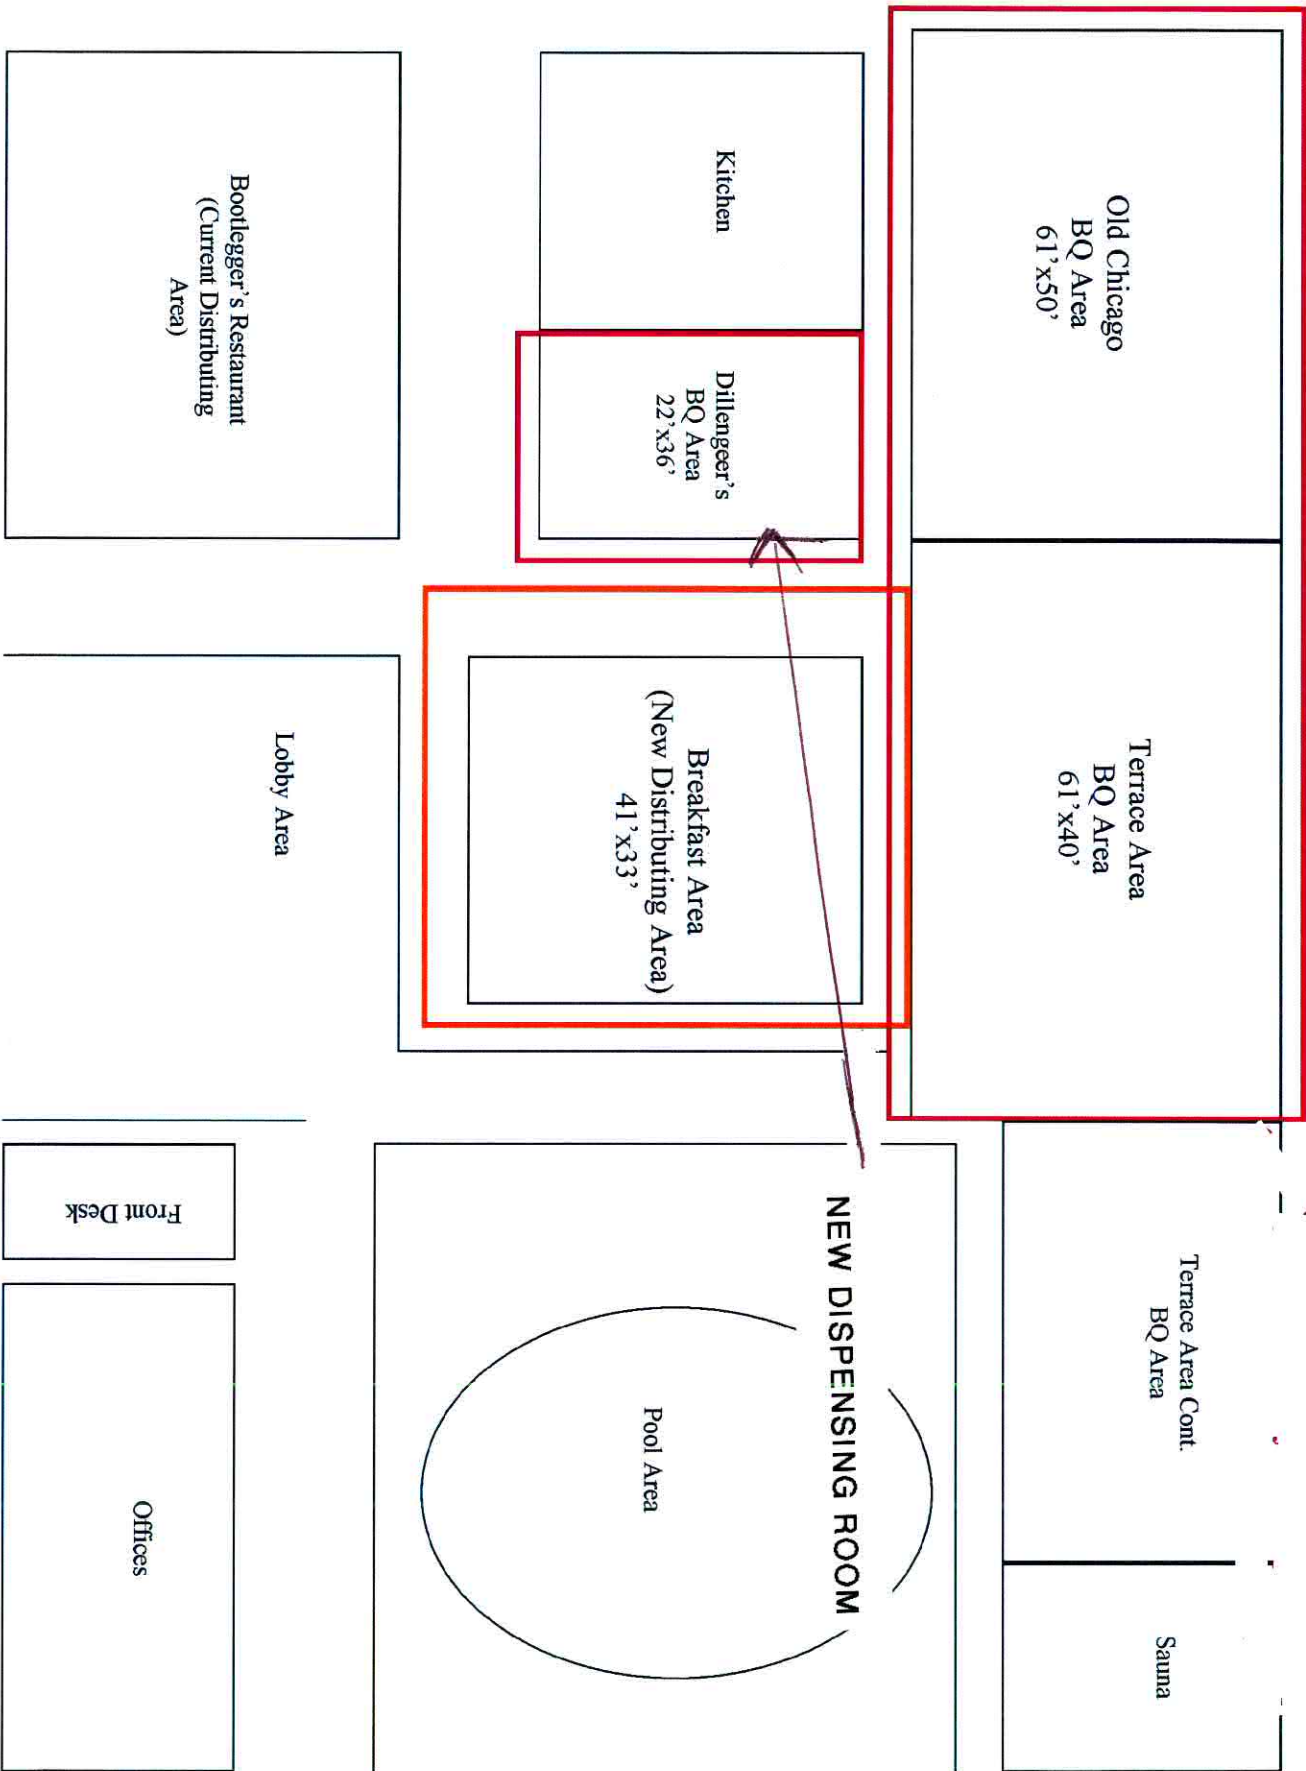 Old Chicago
BQ Area
61'x50'
Terrace Area
BQ Area
61'x40'
Terrace Area Cont.
BQ Area
Sauna
Kitchen
Dillengeer's
BQ Area
22'x36'
Breakfast Area
(New Distributing Area)
41'x33'
NEW DISPENSING ROOM
Pool Area
Bootlegger's Restaurant
(Current Distributing
Area)
Lobby Area
Front Desk
Offices